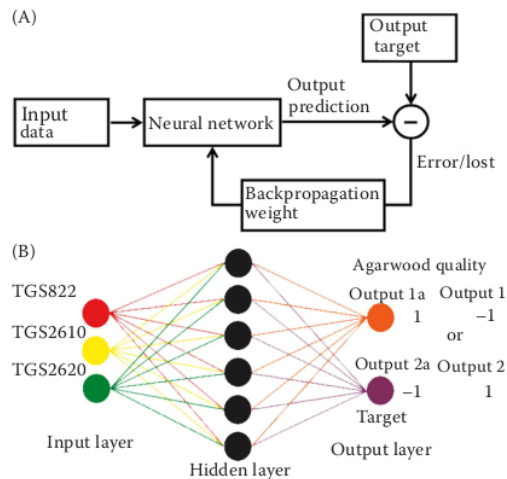 (A)
Output
target
Input
data
Neural network
Output
prediction
Error/lost
Backpropagation
weight
(B)
Agarwood quality
TGS822
TGS2610
TGS2620
Output 1a
1
Output 1
-1
or
Output 2a
-1
Output 2
1
Target
Input layer
Hidden layer
Output layer